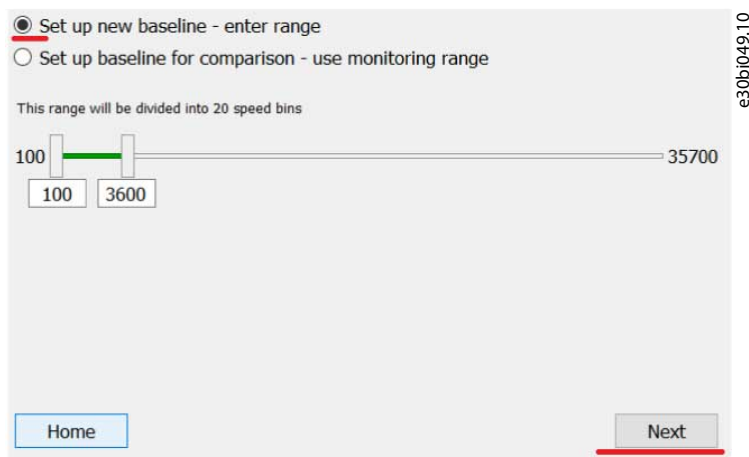 Set up new baseline - enter range
Set up baseline for comparison - use monitoring range
This range will be divided into 20 speed bins
100 35700
100 3600
Home Next
e30bi049.10